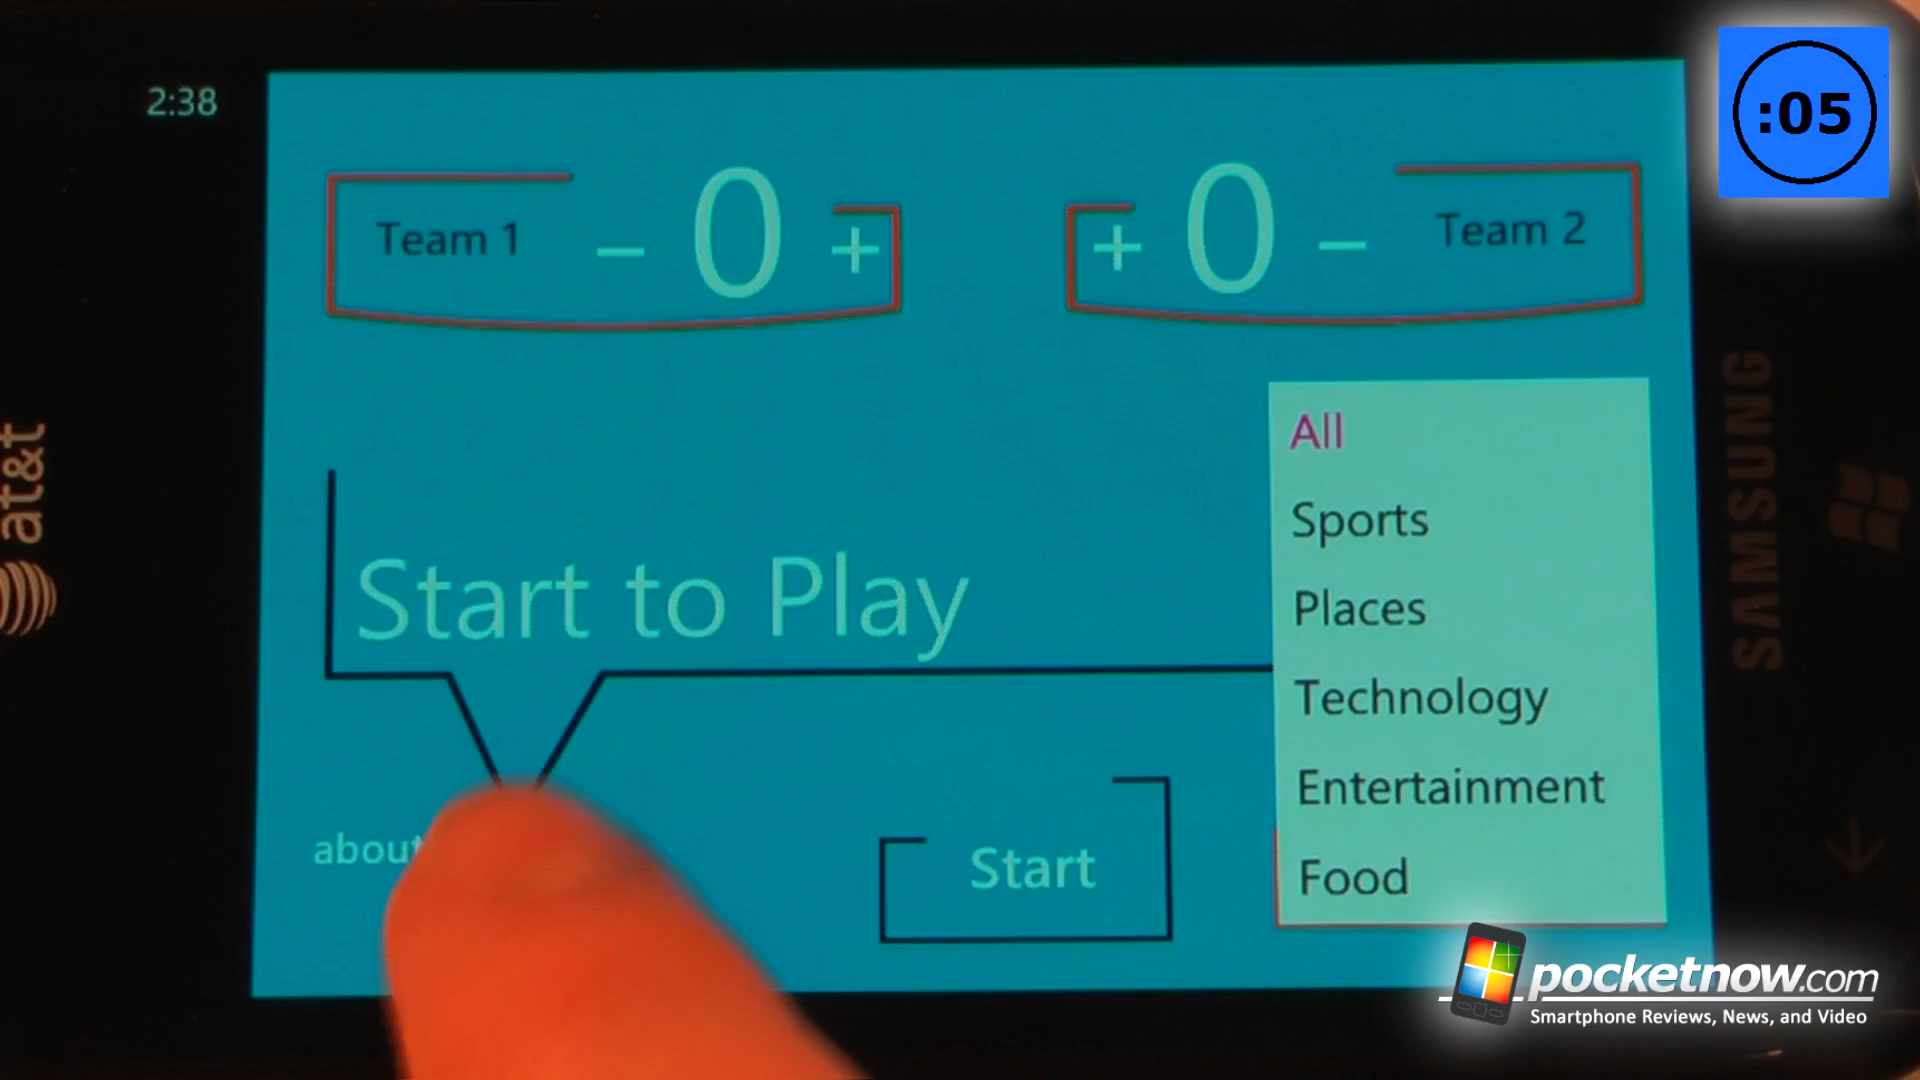 2:38
:05
Team 1
– 0 +
+ 0 –
Team 2
at&t
SAMSUNG
Start to Play
All
Sports
Places
Technology
Entertainment
Food
about
Start
pocketnow.com
Smartphone Reviews, News, and Video